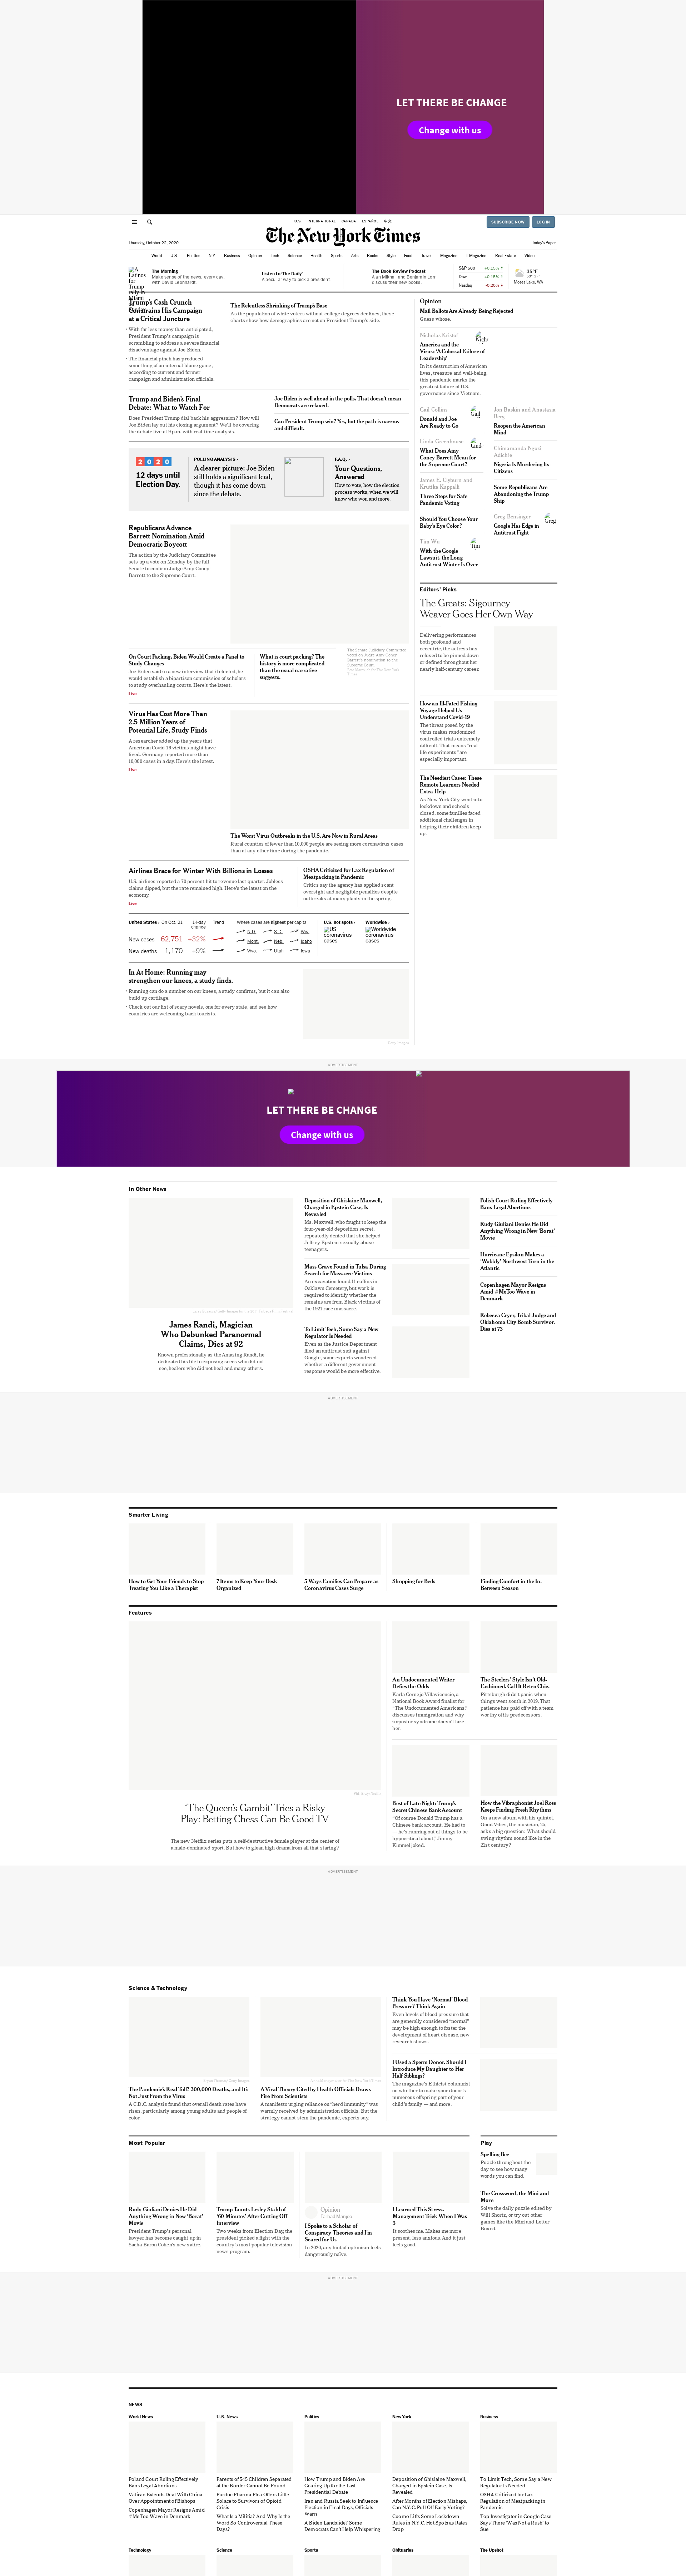 LET THERE BE CHANGE
Change with us
U.S. INTERNATIONAL CANADA ESPAÑOL 中文
SUBSCRIBE NOW LOG IN
The New York Times
Thursday, October 22, 2020
Today's Paper
World U.S. Politics N.Y. Business Opinion Tech Science Health Sports Arts Books Style Food Travel Magazine T Magazine Real Estate Video
The Morning
Make sense of the news, every day, with David Leonhardt.
Listen to 'The Daily'
A peculiar way to pick a president.
The Book Review Podcast
S&P 500 +0.15%
Dow +0.10%
Nasdaq -0.20%
35°F
Moses Lake, WA
Trump's Cash Crunch
Constrains His Campaign
at a Critical Juncture
With far less money than anticipated,
President Trump's campaign is
scrambling to address a severe financial
disadvantage against Joe Biden.
The financial pinch has produced
something of an internal blame game,
according to current and former
campaign and administration officials.
The Relentless Shrinking of Trump's Base
As the population of white voters without college degrees declines, these
charts show how demographics are not on President Trump's side.
Trump and Biden's Final
Debate: What to Watch For
Does President Trump dial back his aggression? How will
Joe Biden lay out his closing argument? We'll be covering
the debate live at 9 p.m. with real-time analysis.
Joe Biden is well ahead in the polls. That doesn't mean
Democrats are relaxed.
Can President Trump win? Yes, but the path is narrow
and difficult.
2020
12 days until
Election Day.
POLLING ANALYSIS ›
A clearer picture: Joe Biden
still holds a significant lead,
though it has come down
since the debate.
F.A.Q. ›
Your Questions,
Answered
How to vote, how the election
process works, when we will
know who won and more.
Republicans Advance
Barrett Nomination Amid
Democratic Boycott
The action by the Judiciary Committee
sets up a vote on Monday by the full
Senate to confirm Judge Amy Coney
Barrett to the Supreme Court.
On Court Packing, Biden Would Create a Panel to
Study Changes
Joe Biden said in a new interview that if elected, he
would establish a bipartisan commission of scholars
to study overhauling courts. Here's the latest.
Live
What is court packing? The
history is more complicated
than the usual narrative
suggests.
Virus Has Cost More Than
2.5 Million Years of
Potential Life, Study Finds
A researcher added up the years that
American Covid-19 victims might have
lived. Germany reported more than
10,000 cases in a day. Here's the latest.
Live
The Worst Virus Outbreaks in the U.S. Are Now in Rural Areas
Rural counties of fewer than 10,000 people are seeing more coronavirus cases
than at any other time during the pandemic.
Airlines Brace for Winter With Billions in Losses
U.S. airlines reported a 70 percent hit to revenue last quarter. Jobless
claims dipped, but the rate remained high. Here's the latest on the
economy.
Live
OSHA Criticized for Lax Regulation of
Meatpacking in Pandemic
Critics say the agency has applied scant
oversight and negligible penalties despite
outbreaks at many plants in the spring.
United States › On Oct. 21 14-day change Trend
New cases 62,751 +32%
New deaths 1,170 +9%
Where cases are highest per capita
N.D. S.D. Wis.
Mont. Neb. Idaho
Wyo. Utah Iowa
U.S. hot spots ›
US coronavirus cases
Worldwide ›
Worldwide coronavirus cases
In At Home: Running may
strengthen our knees, a study finds.
Running can do a number on our knees, a study confirms, but it can also
build up cartilage.
Check out our list of scary novels, one for every state, and see how
countries are welcoming back tourists.
Opinion
Mail Ballots Are Already Being Rejected
Guess whose.
Nicholas Kristof
America and the
Virus: 'A Colossal Failure of
Leadership'
In its destruction of American
lives, treasure and well-being,
this pandemic marks the
greatest failure of U.S.
governance since Vietnam.
Gail Collins
Donald and Joe
Are Ready to Go
Linda Greenhouse
What Does Amy
Coney Barrett Mean for
the Supreme Court?
James E. Clyburn and
Krutika Kuppalli
Three Steps for Safe
Pandemic Voting
Should You Choose Your
Baby's Eye Color?
Tim Wu
With the Google
Lawsuit, the Long
Antitrust Winter Is Over
Jon Baskin and Anastasia
Berg
Reopen the American
Mind
Chimamanda Ngozi
Adichie
Nigeria Is Murdering Its
Citizens
Some Republicans Are
Abandoning the Trump
Ship
Greg Bensinger
Google Has Edge in
Antitrust Fight
Editors' Picks
The Greats: Sigourney
Weaver Goes Her Own Way
Delivering performances
both profound and
eccentric, the actress has
refused to be pinned down
or defined throughout her
nearly half-century career.
How an Ill-Fated Fishing
Voyage Helped Us
Understand Covid-19
The threat posed by the
virus makes randomized
controlled trials extremely
difficult. That means "real-
life experiments" are
especially important.
The Neediest Cases: These
Remote Learners Needed
Extra Help
As New York City went into
lockdown and schools
closed, some families faced
additional challenges in
helping their children keep
up.
ADVERTISEMENT
LET THERE BE CHANGE
Change with us
In Other News
James Randi, Magician
Who Debunked Paranormal
Claims, Dies at 92
Known professionally as the Amazing Randi, he
dedicated his life to exposing seers who did not
see, healers who did not heal and many others.
Deposition of Ghislaine Maxwell,
Charged in Epstein Case, Is
Revealed
Ms. Maxwell, who fought to keep the
four-year-old deposition secret,
repeatedly denied that she helped
Jeffrey Epstein sexually abuse
teenagers.
Mass Grave Found in Tulsa During
Search for Massacre Victims
An excavation found 11 coffins in
Oaklawn Cemetery, but work is
required to identify whether the
remains are from Black victims of
the 1921 race massacre.
To Limit Tech, Some Say a New
Regulator Is Needed
Even as the Justice Department
filed an antitrust suit against
Google, some experts wondered
whether a different government
response would be more effective.
Polish Court Ruling Effectively
Bans Legal Abortions
Rudy Giuliani Denies He Did
Anything Wrong in New 'Borat'
Movie
Hurricane Epsilon Makes a
'Wobbly' Northwest Turn in the
Atlantic
Copenhagen Mayor Resigns
Amid #MeToo Wave in
Denmark
Rebecca Cryer, Tribal Judge and
Oklahoma City Bomb Survivor,
Dies at 73
ADVERTISEMENT
Smarter Living
How to Get Your Friends to Stop
Treating You Like a Therapist
7 Items to Keep Your Desk
Organized
5 Ways Families Can Prepare as
Coronavirus Cases Surge
Shopping for Beds
Finding Comfort in the In-
Between Season
Features
'The Queen's Gambit' Tries a Risky
Play: Betting Chess Can Be Good TV
The new Netflix series puts a self-destructive female player at the center of
a male-dominated sport. But how to glean high drama from all that staring?
An Undocumented Writer
Defies the Odds
Karla Cornejo Villavicencio, a
National Book Award finalist for
"The Undocumented Americans,"
discusses immigration and why
impostor syndrome doesn't faze
her.
The Steelers' Style Isn't Old-
Fashioned. Call It Retro Chic.
Pittsburgh didn't panic when
things went south in 2019. That
patience has paid off with a team
worthy of its predecessors.
Best of Late Night: Trump's
Secret Chinese Bank Account
"Of course Donald Trump has a
Chinese bank account. He had to
— he's running out of things to be
hypocritical about," Jimmy
Kimmel joked.
How the Vibraphonist Joel Ross
Keeps Finding Fresh Rhythms
On a new album with his quintet,
Good Vibes, the musician, 25,
asks a big question: What should
swing rhythm sound like in the
21st century?
ADVERTISEMENT
Science & Technology
The Pandemic's Real Toll? 300,000 Deaths, and It's
Not Just From the Virus
A C.D.C. analysis found that overall death rates have
risen, particularly among young adults and people of
color.
A Viral Theory Cited by Health Officials Draws
Fire From Scientists
A manifesto urging reliance on "herd immunity" was
warmly received by administration officials. But the
strategy cannot stem the pandemic, experts say.
Think You Have 'Normal' Blood
Pressure? Think Again
Even levels of blood pressure that
are generally considered "normal"
may be high enough to foster the
development of heart disease, new
research shows.
I Used a Sperm Donor. Should I
Introduce My Daughter to Her
Half Siblings?
The magazine's Ethicist columnist
on whether to make your donor's
numerous offspring part of your
child's family — and more.
Most Popular
Rudy Giuliani Denies He Did
Anything Wrong in New 'Borat'
Movie
President Trump's personal
lawyer has become caught up in
Sacha Baron Cohen's new satire.
Trump Taunts Lesley Stahl of
'60 Minutes' After Cutting Off
Interview
Two weeks from Election Day, the
president picked a fight with the
country's most popular television
news program.
Opinion
Farhad Manjoo
I Spoke to a Scholar of
Conspiracy Theories and I'm
Scared for Us
In 2020, any hint of optimism feels
dangerously naïve.
I Learned This Stress-
Management Trick When I Was
3
It soothes me. Makes me more
present, less anxious. And it just
feels good.
Play
Spelling Bee
Puzzle throughout the
day to see how many
words you can find.
The Crossword, the Mini and
More
Solve the daily puzzle edited by
Will Shortz, or try out other
games like the Mini and Letter
Boxed.
ADVERTISEMENT
NEWS
World News
Poland Court Ruling Effectively
Bans Legal Abortions
Vatican Extends Deal With China
Over Appointment of Bishops
Copenhagen Mayor Resigns Amid
#MeToo Wave in Denmark
U.S. News
Parents of 545 Children Separated
at the Border Cannot Be Found
Purdue Pharma Plea Offers Little
Solace to Survivors of Opioid
Crisis
What Is a Militia? And Why Is the
Word So Controversial These
Days?
Politics
How Trump and Biden Are
Gearing Up for the Last
Presidential Debate
Iran and Russia Seek to Influence
Election in Final Days, Officials
Warn
A Biden Landslide? Some
Democrats Can't Help Whispering
New York
Deposition of Ghislaine Maxwell,
Charged in Epstein Case, Is
Revealed
After Months of Election Mishaps,
Can N.Y.C. Pull Off Early Voting?
Cuomo Lifts Some Lockdown
Rules in N.Y.C. Hot Spots as Rates
Drop
Business
To Limit Tech, Some Say a New
Regulator Is Needed
OSHA Criticized for Lax
Regulation of Meatpacking in
Pandemic
Top Investigator in Google Case
Says There 'Was Not a Rush' to
Sue
Technology Science Sports Obituaries The Upshot